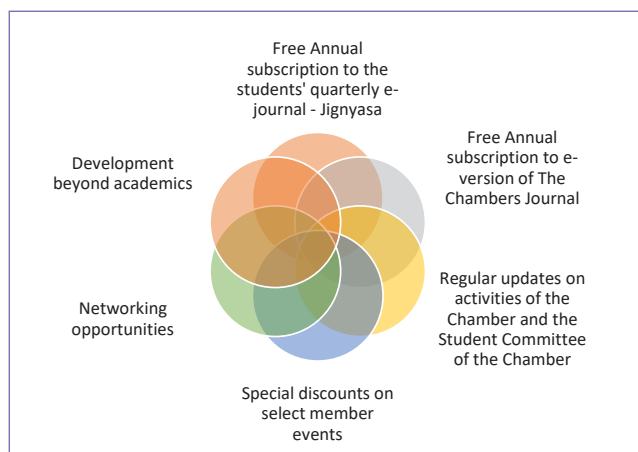 Free Annual
subscription to the
students' quarterly e-
journal - Jignyasa
Free Annual
subscription to e-
version of The
Chambers Journal
Regular updates on
activities of the
Chamber and the
Student Committee
of the Chamber
Special discounts on
select member
events
Networking
opportunities
Development
beyond academics